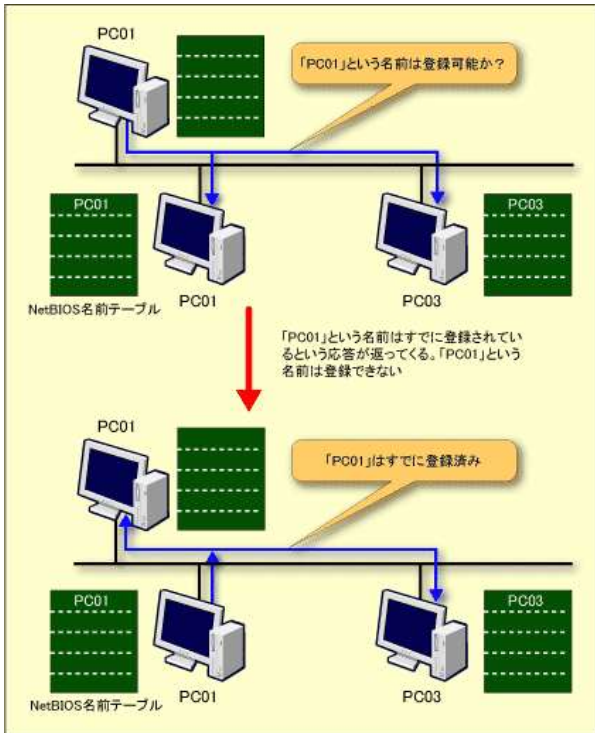 PC01
「PC01」という名前は登録可能か？
PC01
PC03
PC01
PC03
NetBIOS名前テーブル
「PC01」という名前はすでに登録されてい
るという応答が返ってくる。「PC01」という
名前は登録できない
PC01
「PC01」はすでに登録済み
PC01
PC03
PC01
PC03
NetBIOS名前テーブル